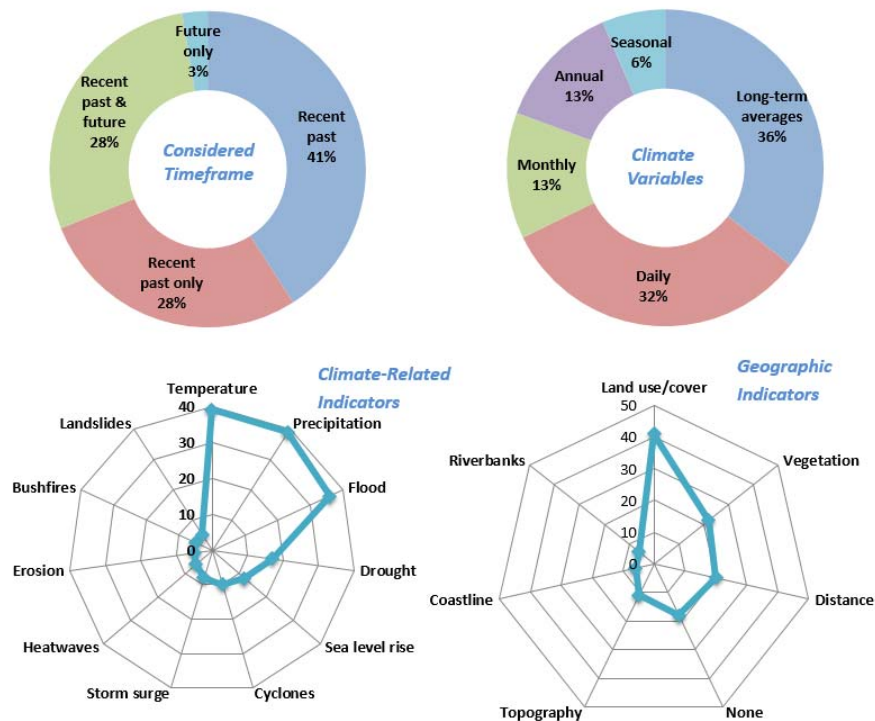 Future
only
3%
Recent
past
41%
Recent
past only
28%
Recent
past &
future
28%
Considered
Timeframe
Seasonal
6%
Long-term
averages
36%
Daily
32%
Monthly
13%
Annual
13%
Climate
Variables
Climate-Related
Indicators
Temperature
Precipitation
Flood
Drought
Sea level rise
Cyclones
Storm surge
Heatwaves
Erosion
Bushfires
Landslides
40
30
20
10
0
Geographic
Indicators
Land use/cover
Vegetation
Distance
None
Topography
Coastline
Riverbanks
50
40
30
20
10
0